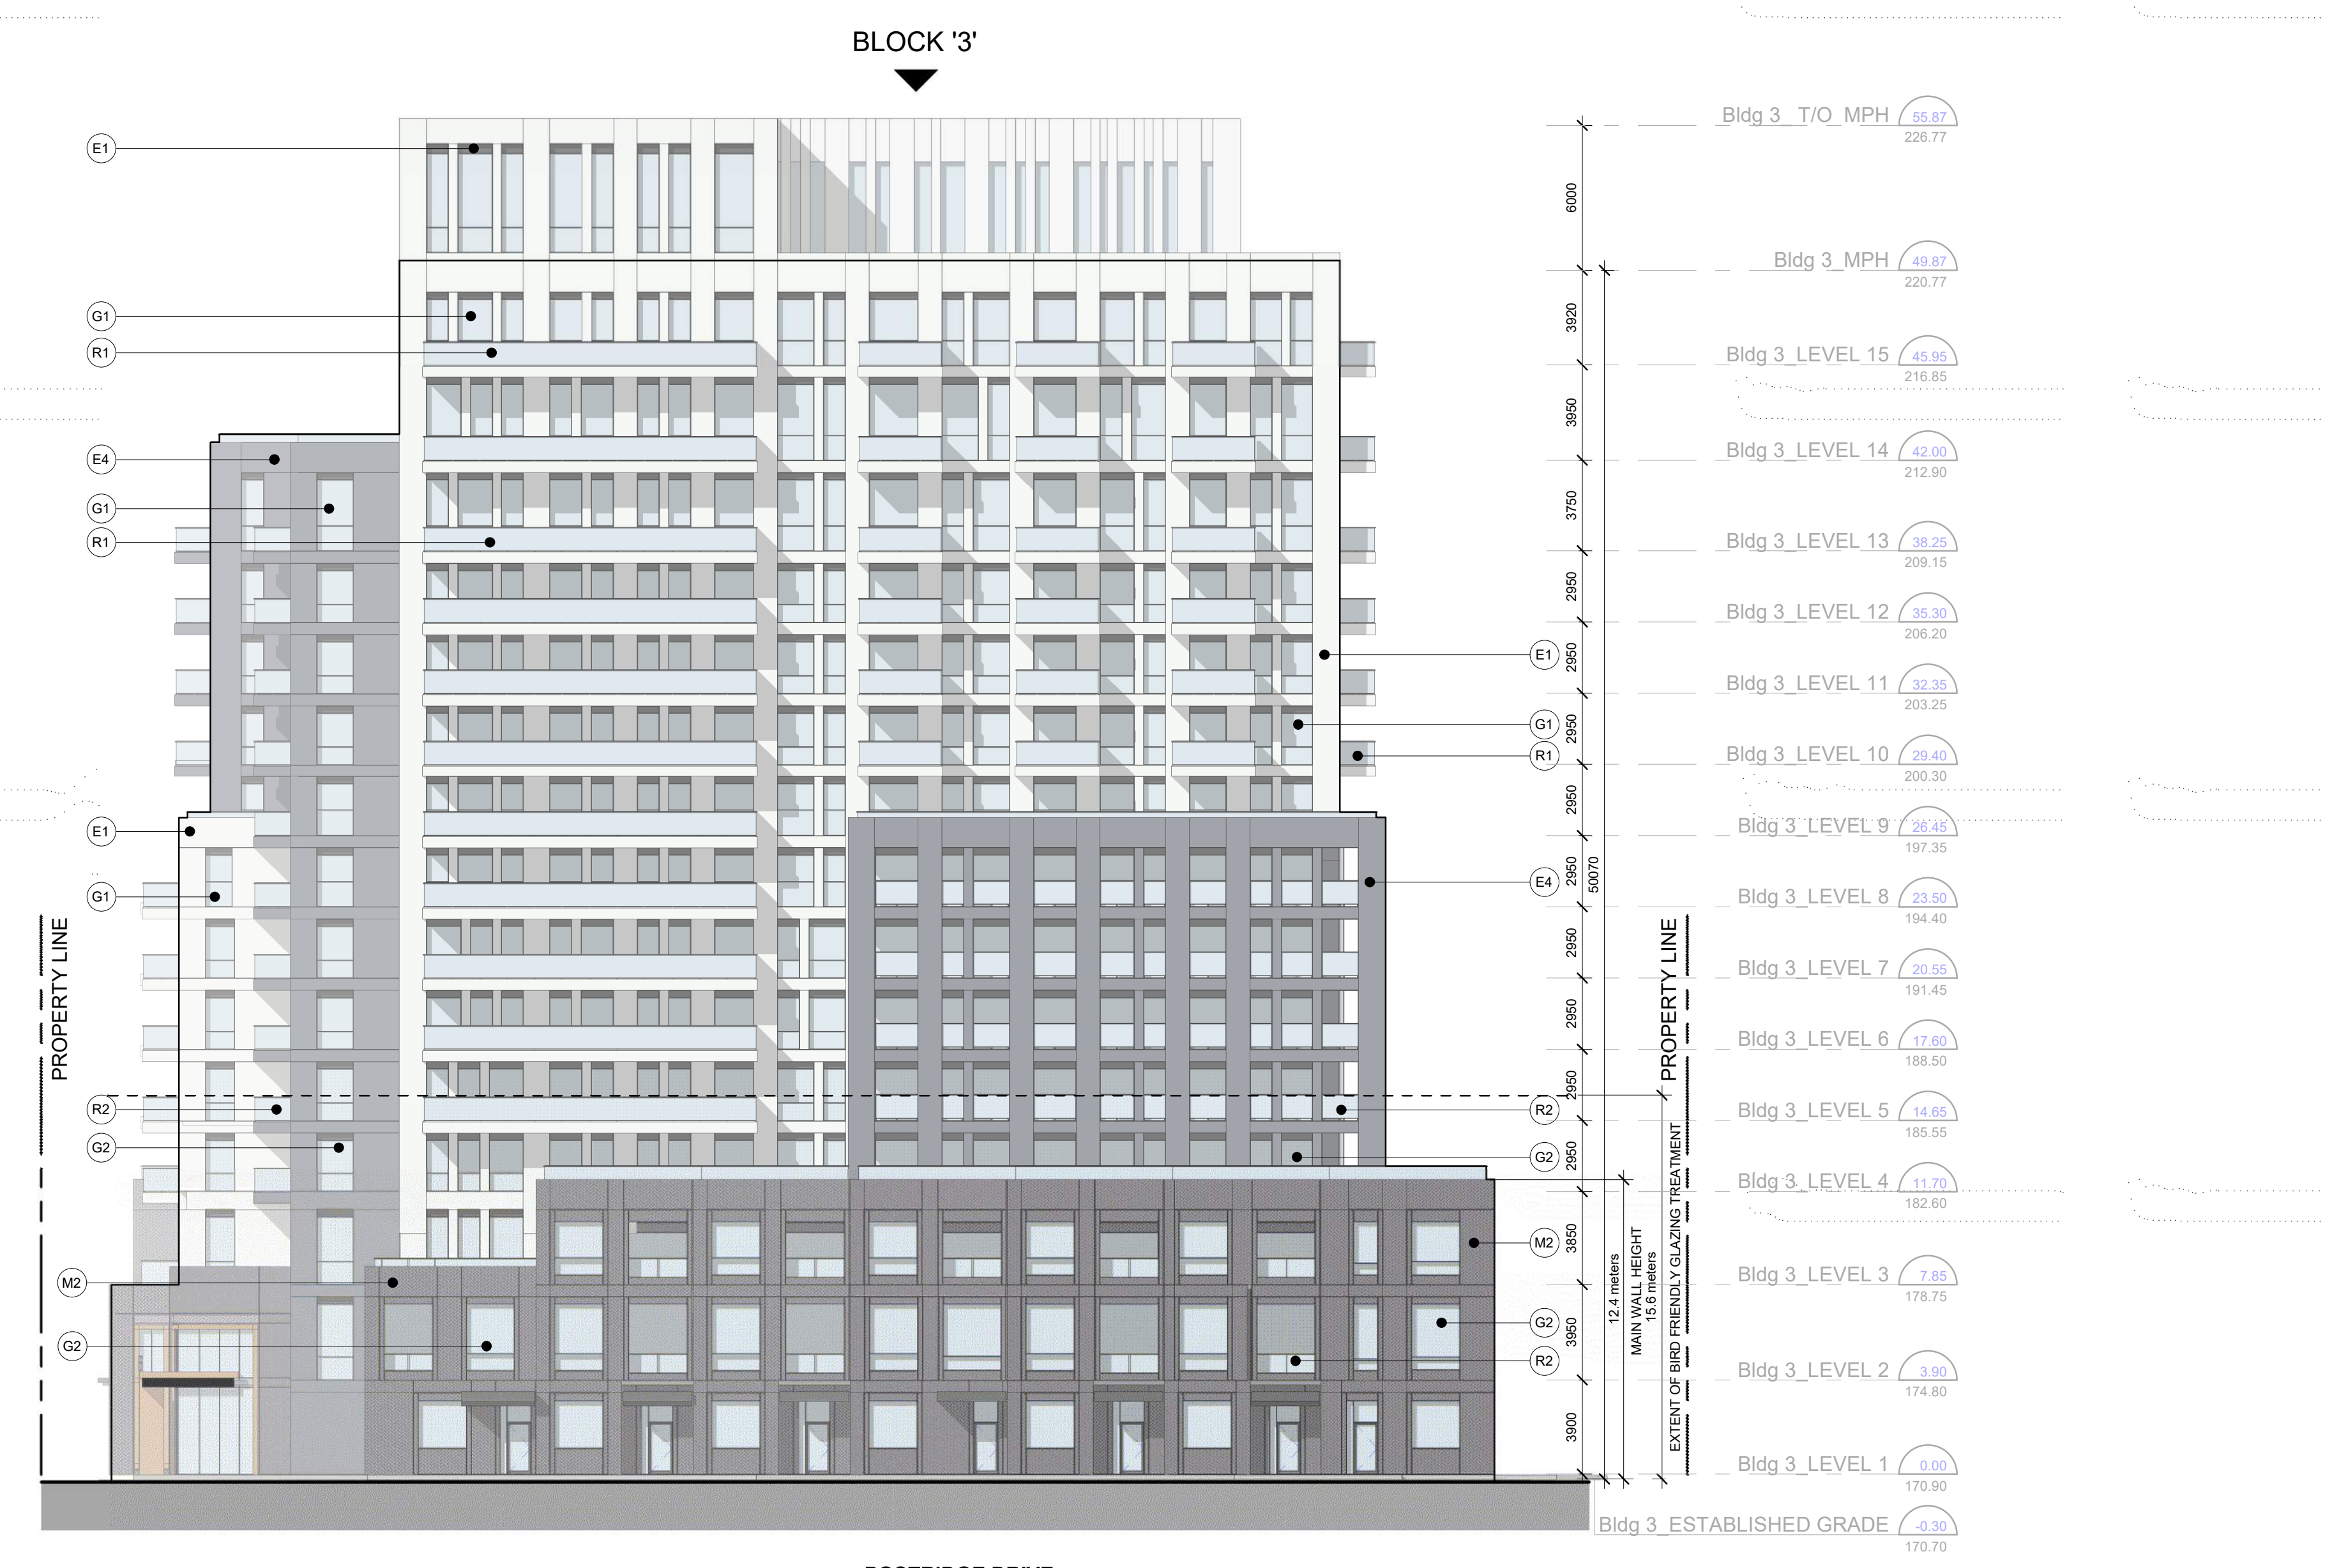 BLOCK '3'
E1
G1
R1
E4
G1
R1
E1
G1
PROPERTY LINE
R2
G2
M2
G2
E1
G1
R1
E4
R2
G2
M2
G2
R2
6000
3920
3950
3750
2950
2950
2950
2950
2950
2950
2950
2950
2950
3850
3950
3900
50070
12.4 meters
MAIN WALL HEIGHT
15.6 meters
EXTENT OF BIRD FRIENDLY GLAZING TREATMENT
PROPERTY LINE
Bldg 3_ T/O_MPH 55.87
226.77
Bldg 3_MPH 49.87
220.77
Bldg 3_LEVEL 15 45.95
216.85
Bldg 3_LEVEL 14 42.00
212.90
Bldg 3_LEVEL 13 38.25
209.15
Bldg 3_LEVEL 12 35.30
206.20
Bldg 3_LEVEL 11 32.35
203.25
Bldg 3_LEVEL 10 29.40
200.30
Bldg 3_LEVEL 9 26.45
197.35
Bldg 3_LEVEL 8 23.50
194.40
Bldg 3_LEVEL 7 20.55
191.45
Bldg 3_LEVEL 6 17.60
188.50
Bldg 3_LEVEL 5 14.65
185.55
Bldg 3_LEVEL 4 11.70
182.60
Bldg 3_LEVEL 3 7.85
178.75
Bldg 3_LEVEL 2 3.90
174.80
Bldg 3_LEVEL 1 0.00
170.90
Bldg 3_ESTABLISHED GRADE -0.30
170.70